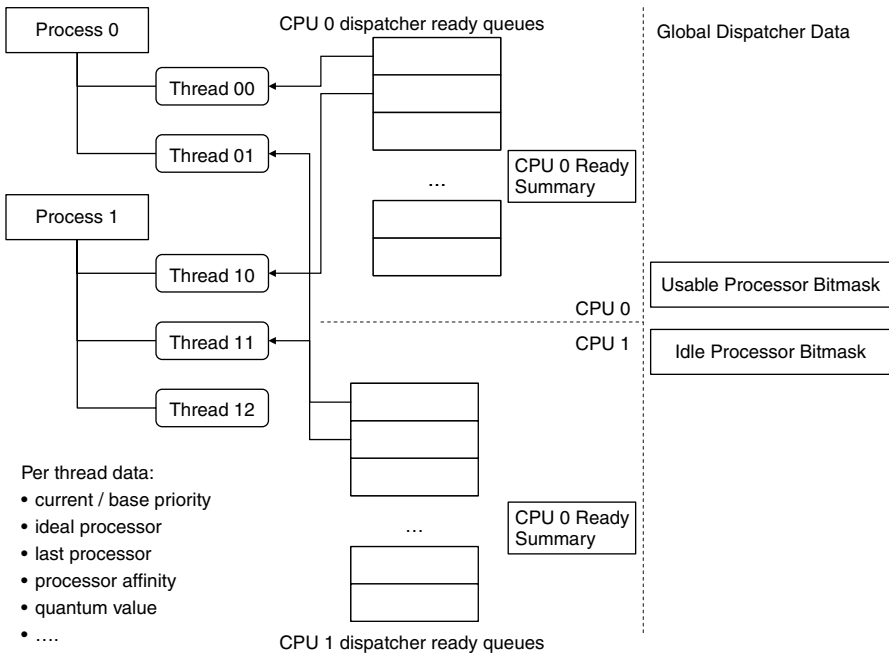 Process 0
CPU 0 dispatcher ready queues
Global Dispatcher Data
Thread 00
Thread 01
CPU 0 Ready
Summary
...
Process 1
Thread 10
Usable Processor Bitmask
CPU 0
CPU 1
Thread 11
Idle Processor Bitmask
Thread 12
Per thread data:
• current / base priority
• ideal processor
• last processor
• processor affinity
• quantum value
• ....
...
CPU 0 Ready
Summary
CPU 1 dispatcher ready queues